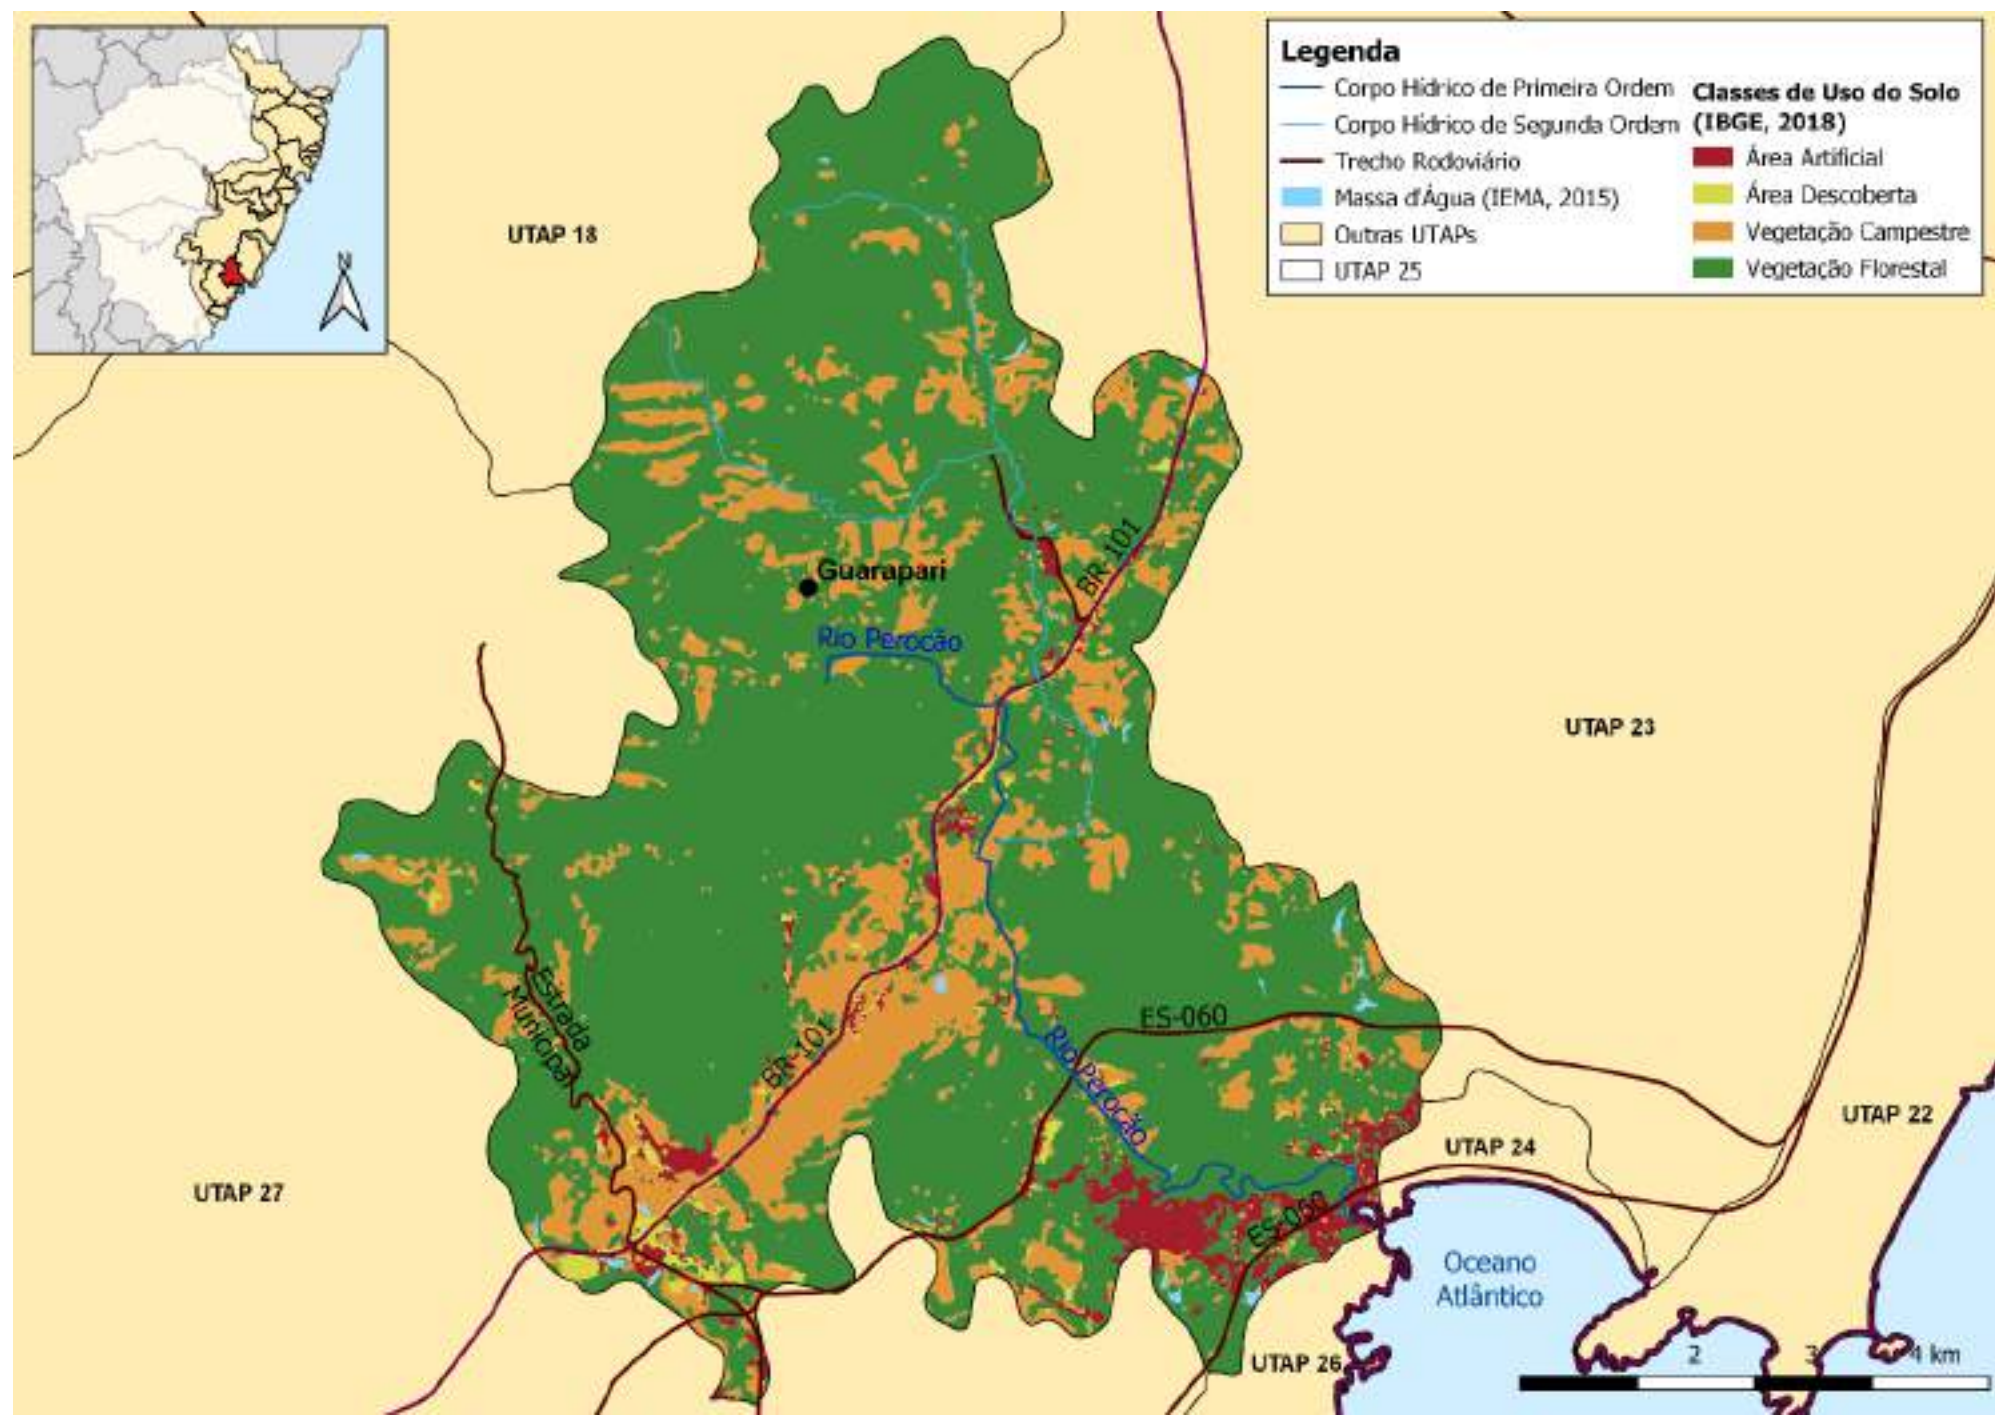 N
Legenda
Corpo Hídrico de Primeira Ordem
Corpo Hídrico de Segunda Ordem
Trecho Rodoviário
Massa d'Água (IEMA, 2015)
Outras UTAPs
UTAP 25
Classes de Uso do Solo
(IBGE, 2018)
Área Artificial
Área Descoberta
Vegetação Campestre
Vegetação Florestal
UTAP 18
BR-101
Guarapari
Rio Perocão
UTAP 23
Estrada
Municipal
BR-101
ES-060
Rio Perocão
UTAP 22
UTAP 24
UTAP 27
ES-060
Oceano
Atlântico
UTAP 26
2
3
4 km